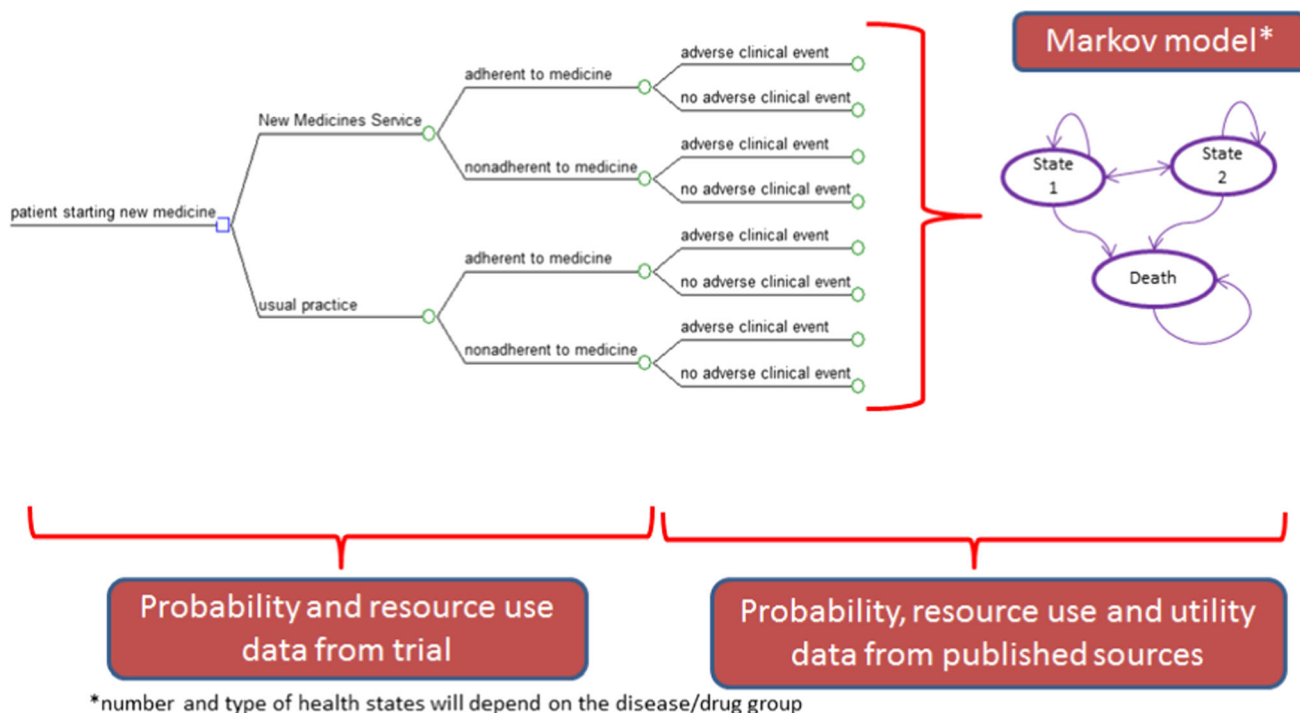 Markov model*
adverse clinical event
adherent to medicine
no adverse clinical event
New Medicines Service
adverse clinical event
nonadherent to medicine
no adverse clinical event
patient starting new medicine
adverse clinical event
adherent to medicine
no adverse clinical event
usual practice
adverse clinical event
nonadherent to medicine
no adverse clinical event
State
1
State
2
Death
Probability and resource use
data from trial
Probability, resource use and utility
data from published sources
*number and type of health states will depend on the disease/drug group